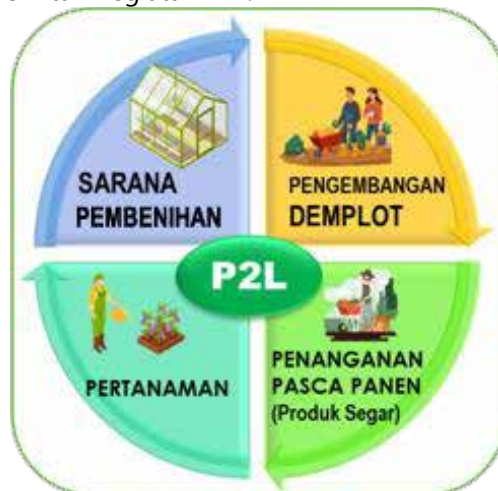 SARANA
PEMBENIHAN
PENGEMBANGAN
DEMPLOT
P2L
PERTANAMAN
PENANGANAN
PASCA PANEN
(Produk Segar)